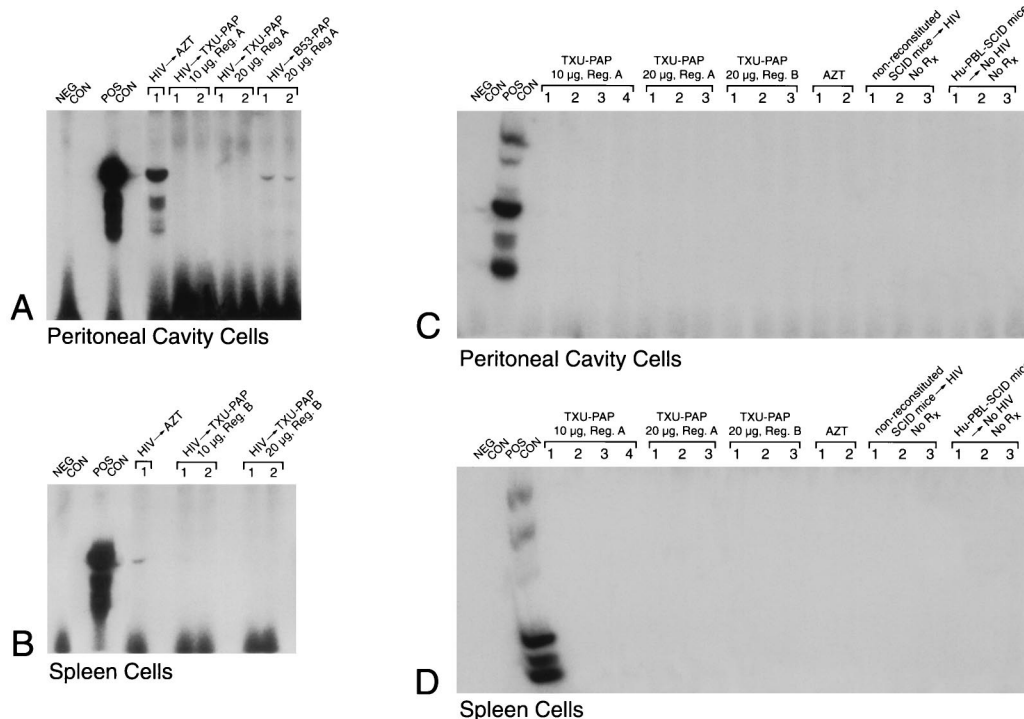 NEG
CON
POS
CON
HIV→AZT
HIV→TXU-PAP
10 µg, Reg. A
HIV→TXU-PAP
20 µg, Reg A
HIV→B53-PAP
20 µg, Reg A
1 1 2 1 2 1 2
A
Peritoneal Cavity Cells
NEG
CON
POS
CON
HIV→AZT
HIV→TXU-PAP
10 µg, Reg. B
HIV→TXU-PAP
20 µg, Reg. B
1 1 2 1 2
B
Spleen Cells
NEG
CON
POS
CON
TXU-PAP
10 µg, Reg. A
TXU-PAP
20 µg, Reg. A
TXU-PAP
20 µg, Reg. B
AZT
non-reconstituted
SCID mice→HIV
No Rx
Hu-PBL-SCID mice
→ No HIV
No Rx
1 2 3 4 1 2 3 1 2 3 1 2 1 2 3 1 2 3
C
Peritoneal Cavity Cells
NEG
CON
POS
CON
TXU-PAP
10 µg, Reg. A
TXU-PAP
20 µg, Reg. A
TXU-PAP
20 µg, Reg. B
AZT
non-reconstituted
SCID mice→HIV
No Rx
Hu-PBL-SCID mice
→ No HIV
No Rx
1 2 3 4 1 2 3 1 2 3 1 2 1 2 3 1 2 3
D
Spleen Cells